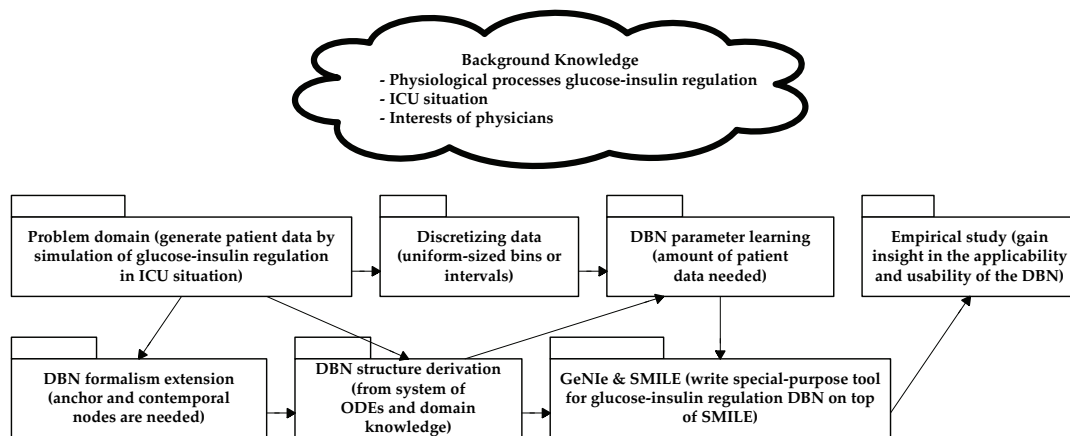 Background Knowledge
- Physiological processes glucose-insulin regulation
- ICU situation
- Interests of physicians
Problem domain (generate patient data by
simulation of glucose-insulin regulation
in ICU situation)
Discretizing data
(uniform-sized bins or
intervals)
DBN parameter learning
(amount of patient
data needed)
Empirical study (gain
insight in the applicability
and usability of the DBN)
DBN formalism extension
(anchor and contemporal
nodes are needed)
DBN structure derivation
(from system of
ODEs and domain
knowledge)
GeNIe & SMILE (write special-purpose tool
for glucose-insulin regulation DBN on top
of SMILE)